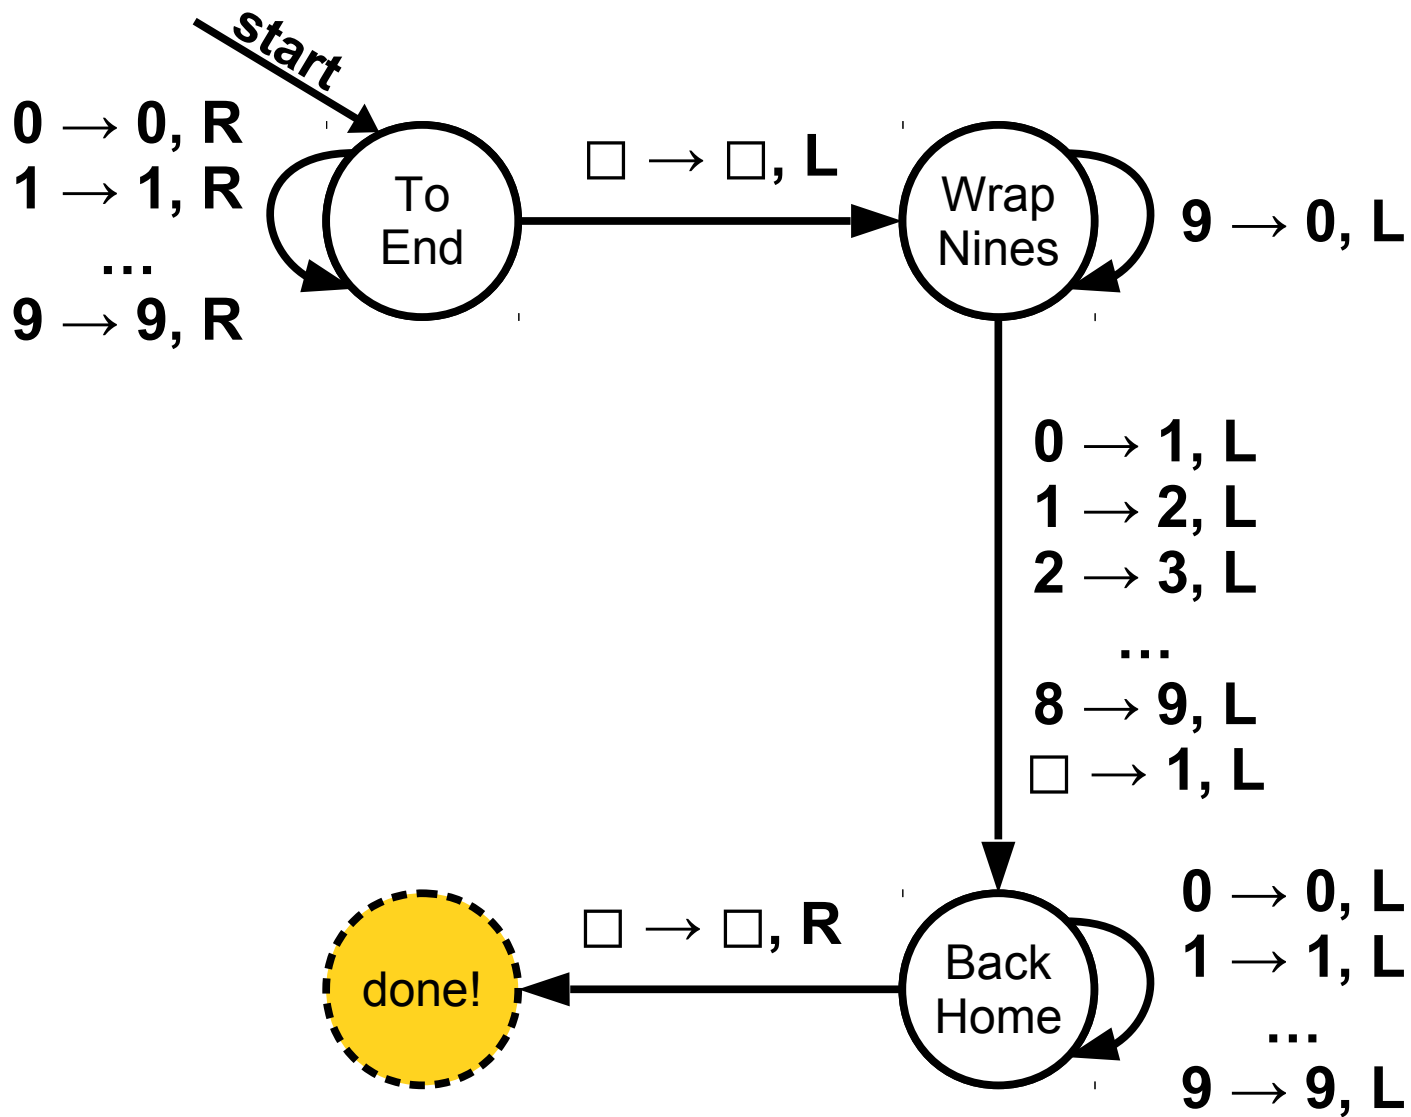 start
0 → 0, R
1 → 1, R
...
9 → 9, R
To
End
□ → □, L
Wrap
Nines
9 → 0, L
0 → 1, L
1 → 2, L
2 → 3, L
...
8 → 9, L
□ → 1, L
done!
□ → □, R
Back
Home
0 → 0, L
1 → 1, L
...
9 → 9, L